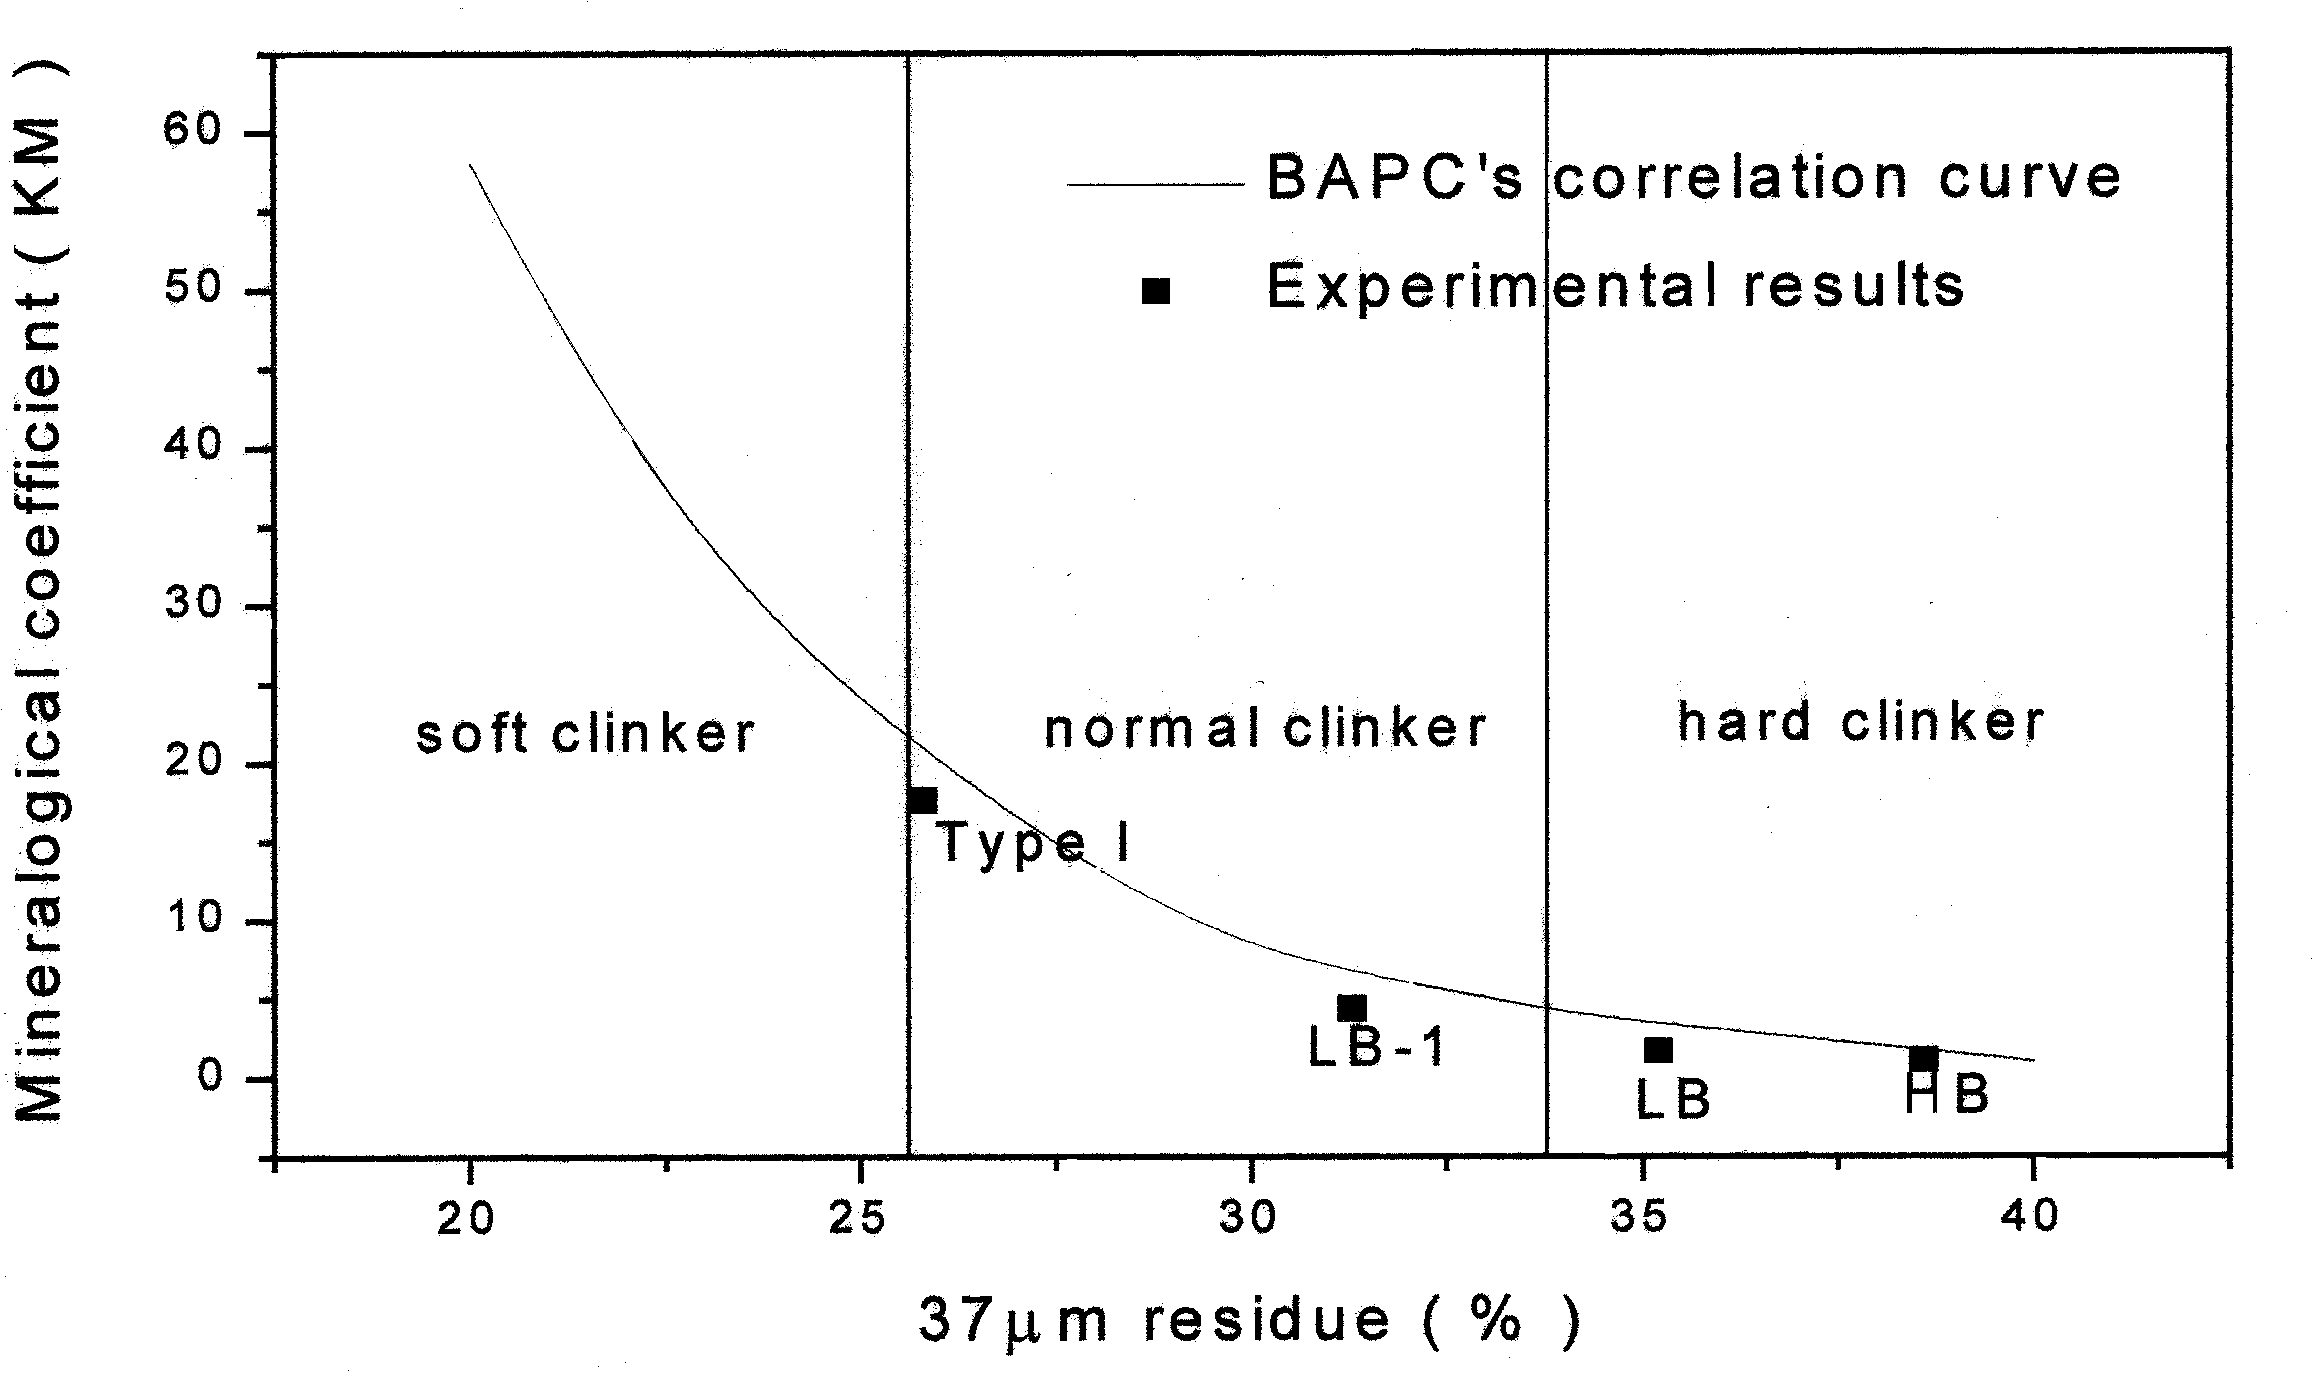 Mineralogical coefficient ( KM )
60
50
40
30
20
10
0
BAPC's correlation curve
Experimental results
soft clinker
normal clinker
hard clinker
Type I
LB-1
LB
HB
20 25 30 35 40
37μm residue ( % )